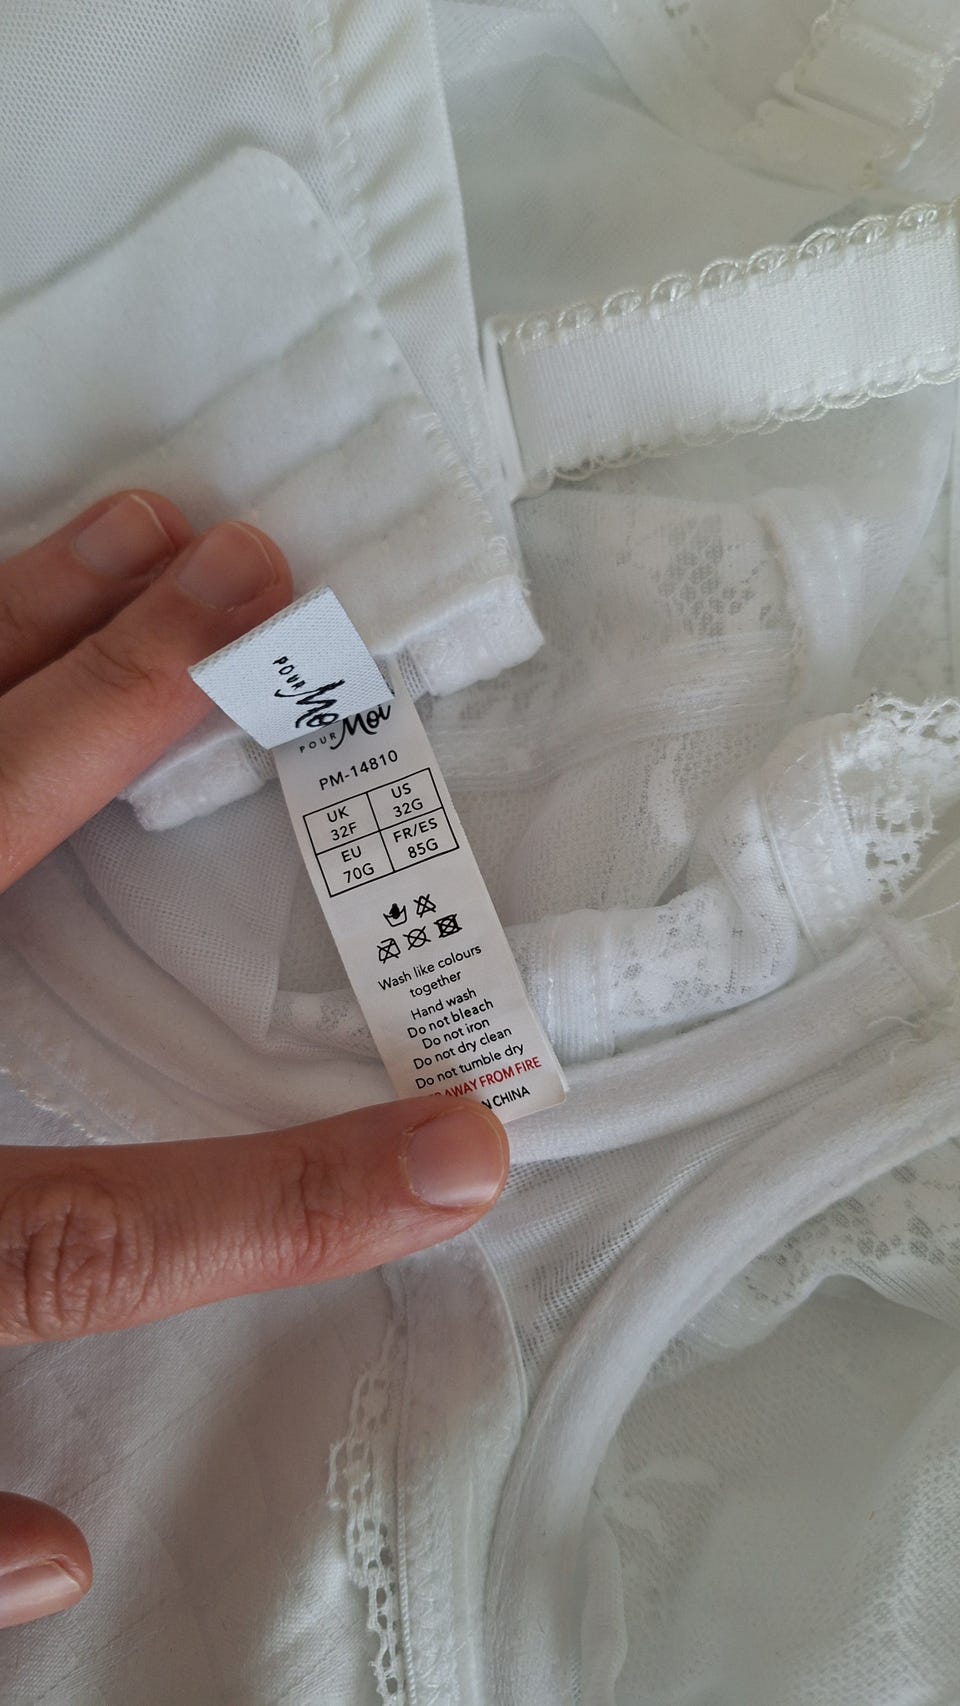 POUR Moi
POUR Moi
PM-14810
UK US
32F 32G
EU FR/ES
70G 85G
Wash like colours
together
Hand wash
Do not bleach
Do not iron
Do not dry clean
Do not tumble dry
AWAY FROM FIRE
CHINA